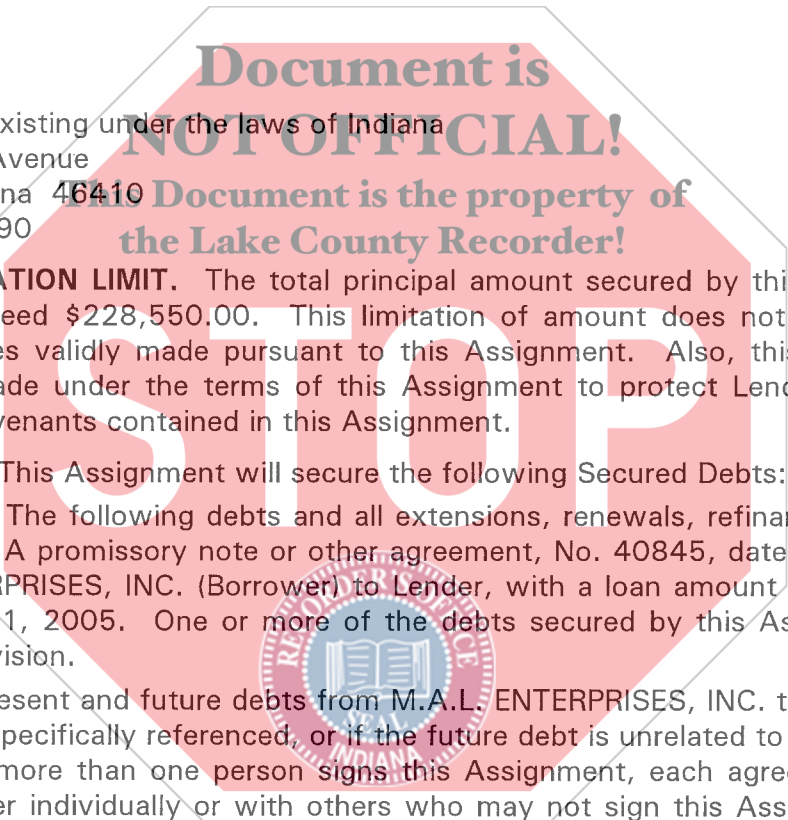 Document is
NOT OFFICIAL!
This Document is the property of
the Lake County Recorder!
STOP
xisting under the laws of Indiana
Avenue
na 46410
90
ATION LIMIT. The total principal amount secured by thi
eed $228,550.00. This limitation of amount does not
es validly made pursuant to this Assignment. Also, this
ade under the terms of this Assignment to protect Lend
venants contained in this Assignment.
This Assignment will secure the following Secured Debts:
The following debts and all extensions, renewals, refinan
A promissory note or other agreement, No. 40845, date
RPRISES, INC. (Borrower) to Lender, with a loan amount
1, 2005. One or more of the debts secured by this As
vision.
esent and future debts from M.A.L. ENTERPRISES, INC. t
specifically referenced, or if the future debt is unrelated to
more than one person signs this Assignment, each agree
er individually or with others who may not sign this Ass
RECORDER'S OFFICE
SEAL
INDIANA